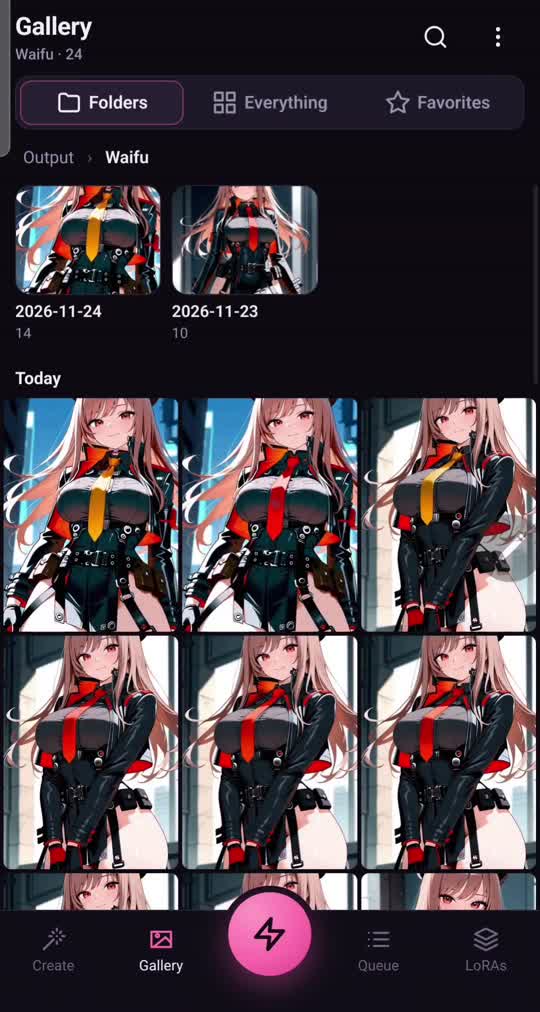 Gallery
Waifu · 24
Folders
Everything
Favorites
Output › Waifu
2026-11-24
14
2026-11-23
10
Today
Create
Gallery
Queue
LoRAs